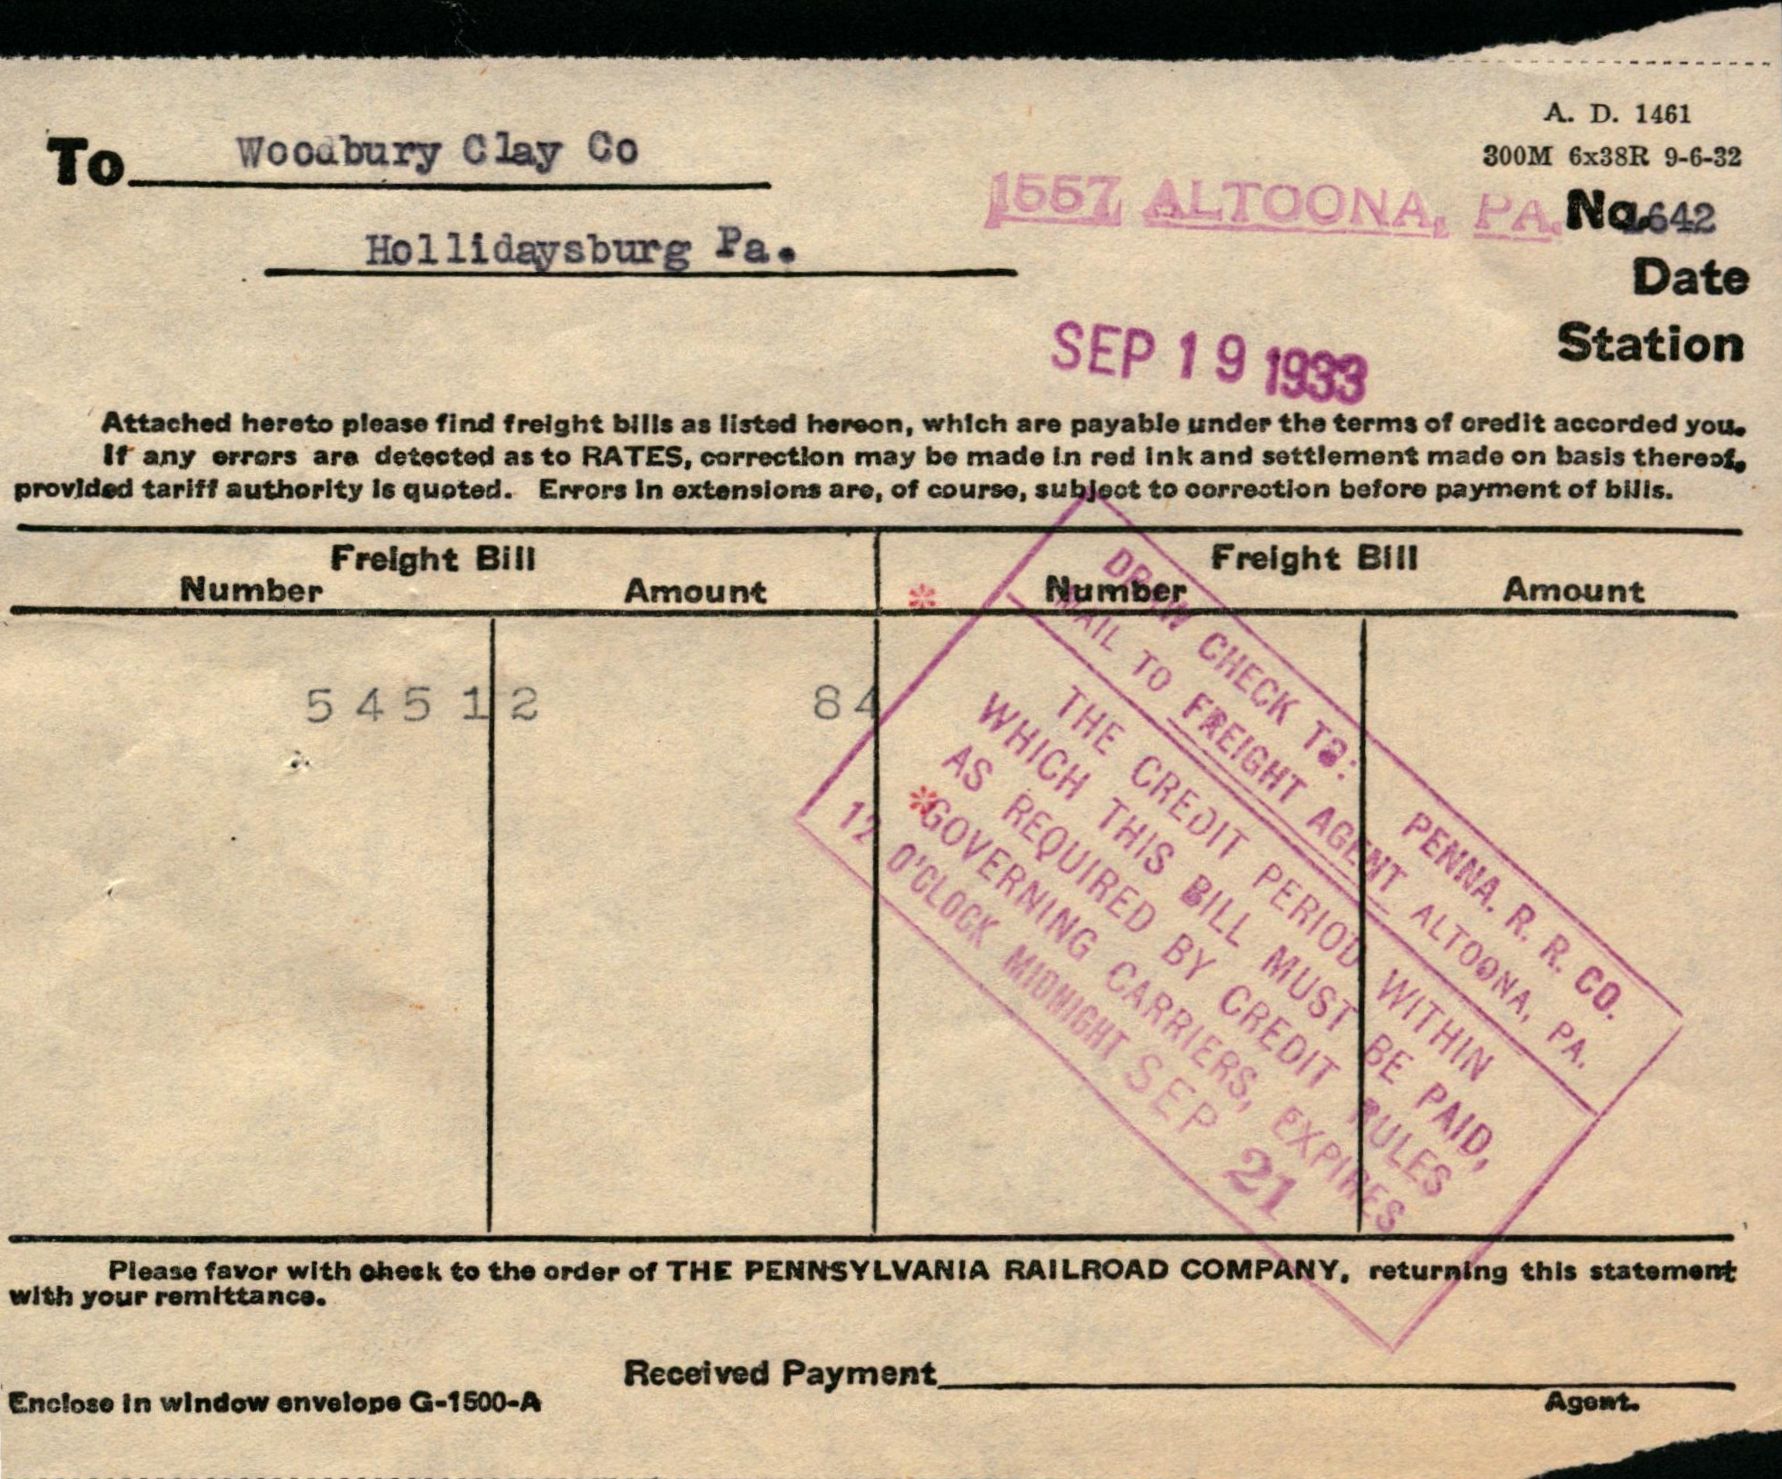 A. D. 1461
300M 6x38R 9-6-32
To Woodbury Clay Co
1557 ALTOONA, PA. No. 1642
Hollidaysburg Pa.
Date
SEP 19 1933
Station
Attached hereto please find freight bills as listed hereon, which are payable under the terms of credit accorded you.
If any errors are detected as to RATES, correction may be made in red ink and settlement made on basis thereof,
provided tariff authority is quoted. Errors in extensions are, of course, subject to correction before payment of bills.
Freight Bill Freight Bill
Number Amount * Number Amount
54512 84
DRAW CHECK TO: PENNA. R. R. CO.
MAIL TO FREIGHT AGENT ALTOONA, PA.
THE CREDIT PERIOD WITHIN
WHICH THIS BILL MUST BE PAID,
AS REQUIRED BY CREDIT RULES
*GOVERNING CARRIERS, EXPIRES
12 O'CLOCK MIDNIGHT SEP 21
Please favor with check to the order of THE PENNSYLVANIA RAILROAD COMPANY, returning this statement
with your remittance.
Received Payment
Enclose in window envelope G-1500-A Agent.